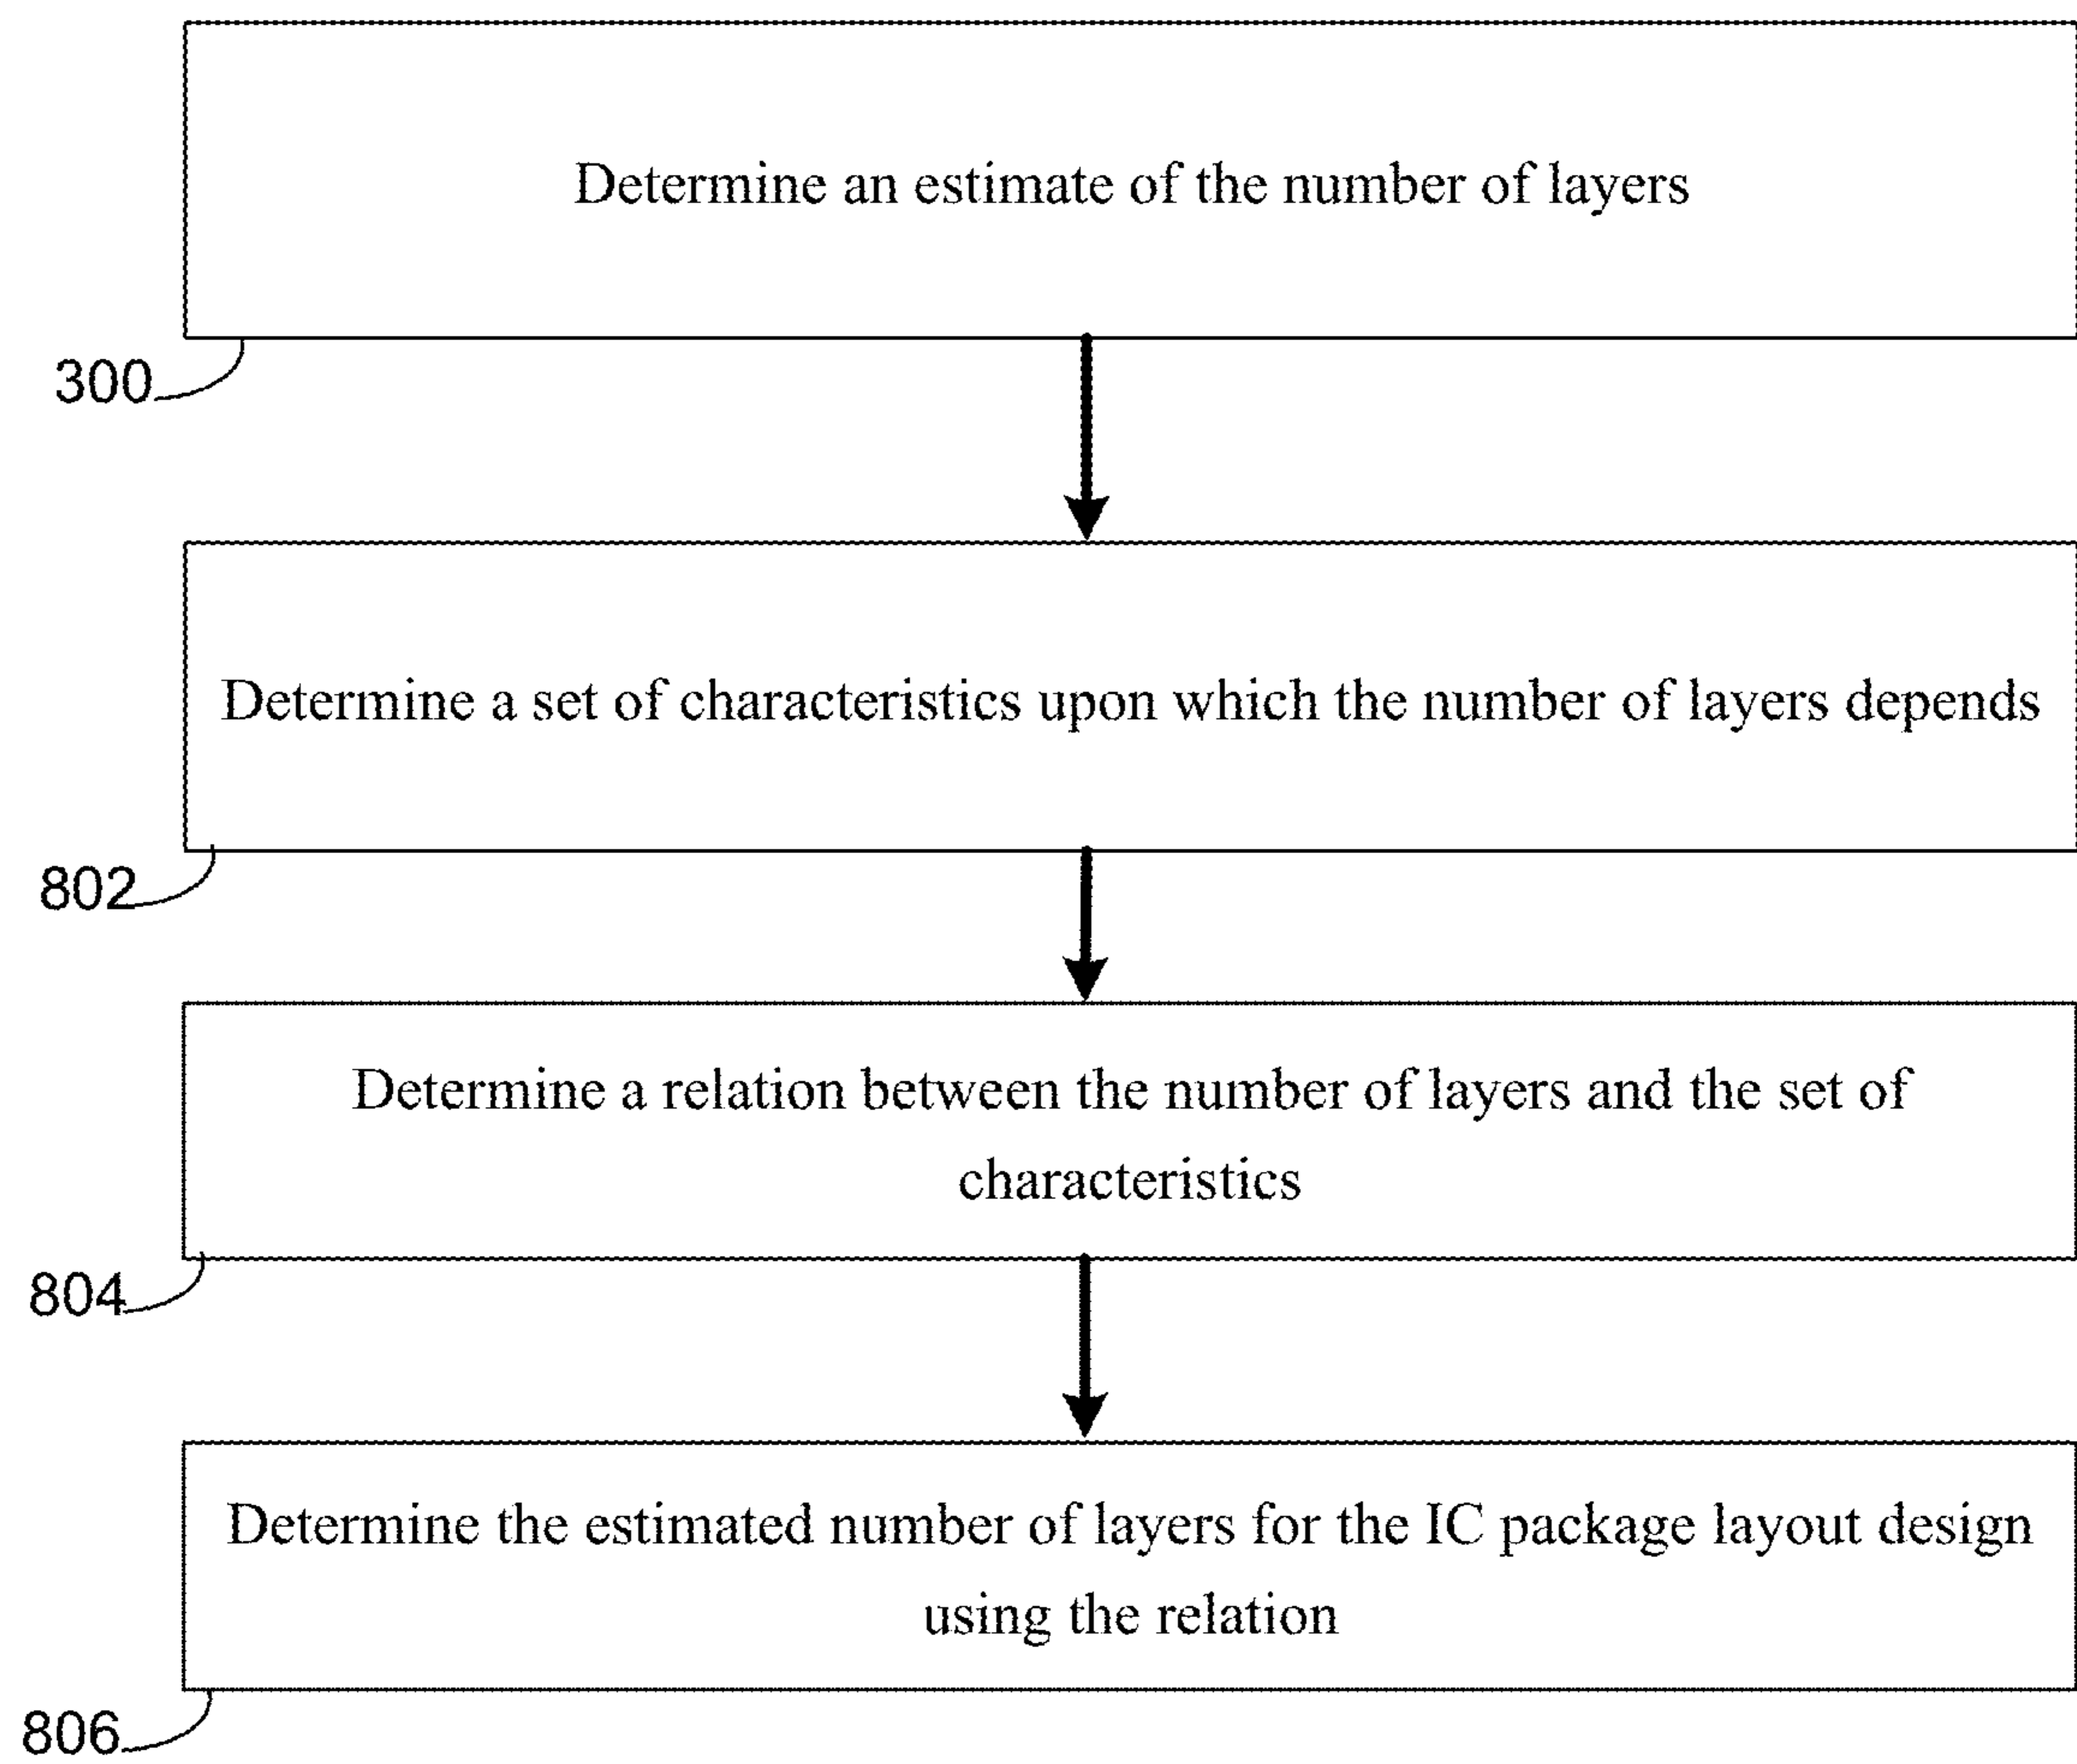 Determine an estimate of the number of layers
300
Determine a set of characteristics upon which the number of layers depends
802
Determine a relation between the number of layers and the set of
characteristics
804
Determine the estimated number of layers for the IC package layout design
using the relation
806